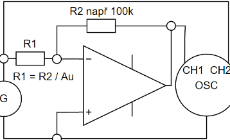 R2 např 100k
R1
R1 = R2 / Au
−
+
G
CH1 CH2
OSC